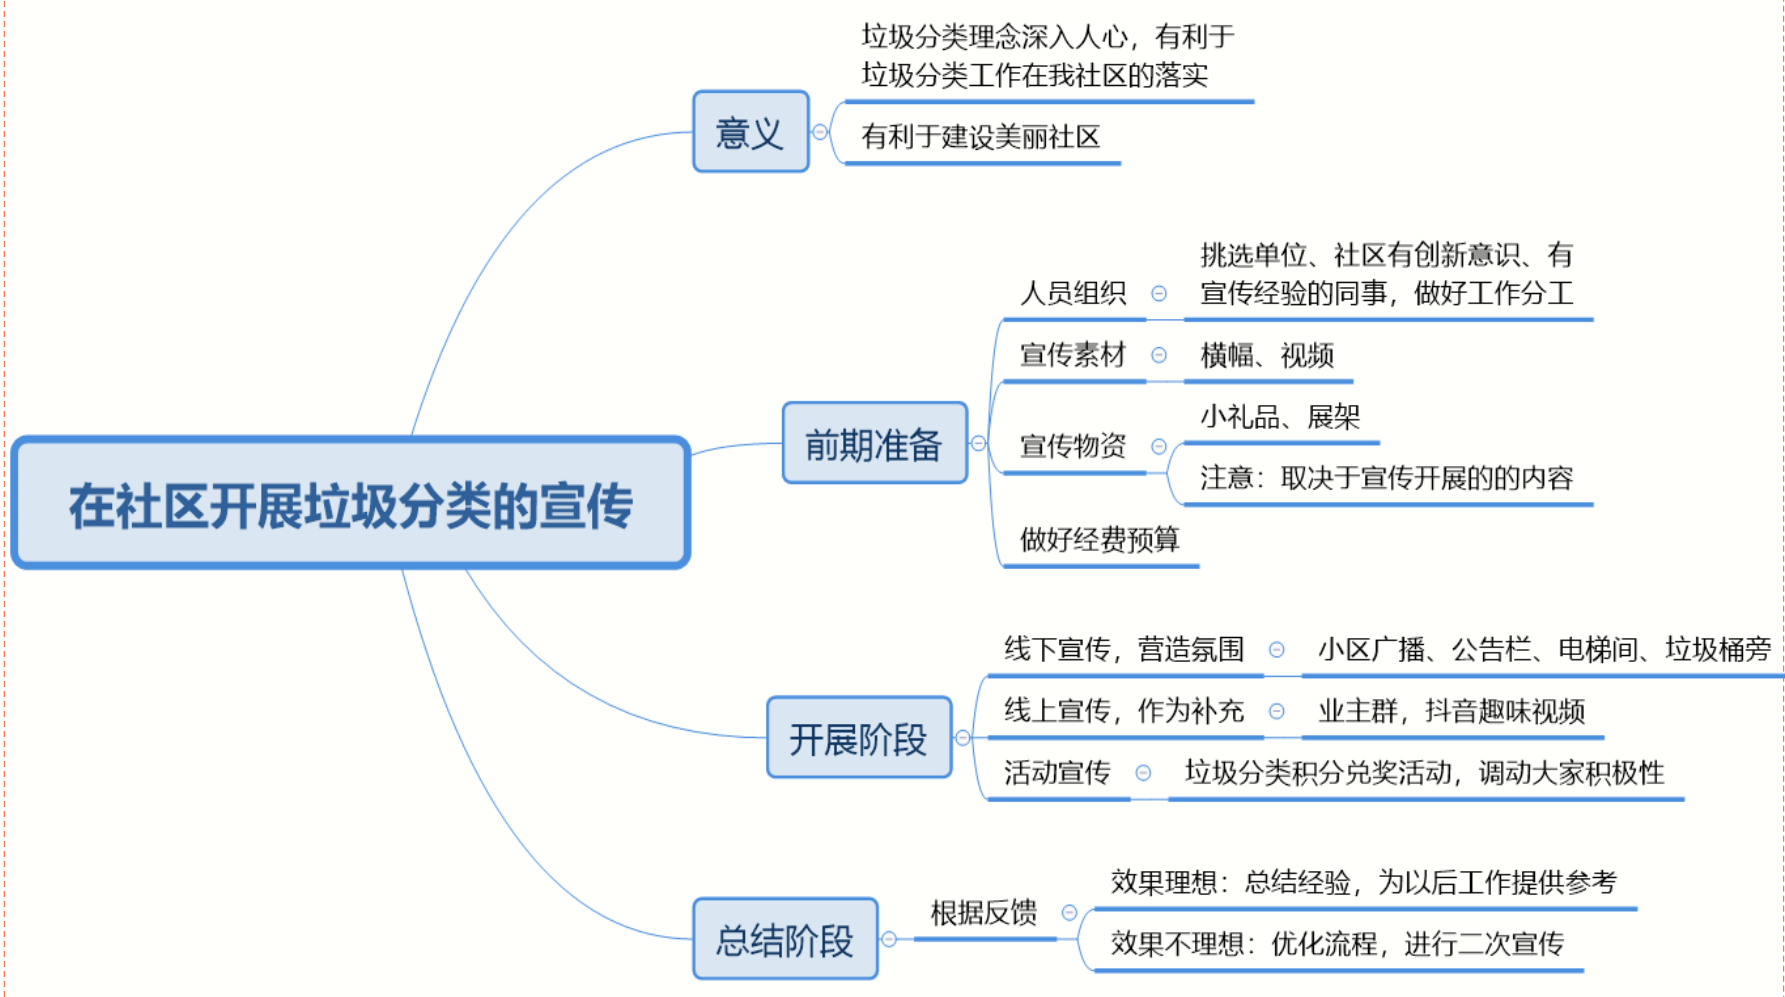 垃圾分类理念深入人心，有利于
垃圾分类工作在我社区的落实
意义
有利于建设美丽社区
挑选单位、社区有创新意识、有
宣传经验的同事，做好工作分工
人员组织
宣传素材
横幅、视频
小礼品、展架
宣传物资
注意：取决于宣传开展的的内容
前期准备
做好经费预算
在社区开展垃圾分类的宣传
线下宣传，营造氛围
小区广播、公告栏、电梯间、垃圾桶旁
线上宣传，作为补充
业主群，抖音趣味视频
开展阶段
活动宣传
垃圾分类积分兑奖活动，调动大家积极性
效果理想：总结经验，为以后工作提供参考
根据反馈
总结阶段
效果不理想：优化流程，进行二次宣传